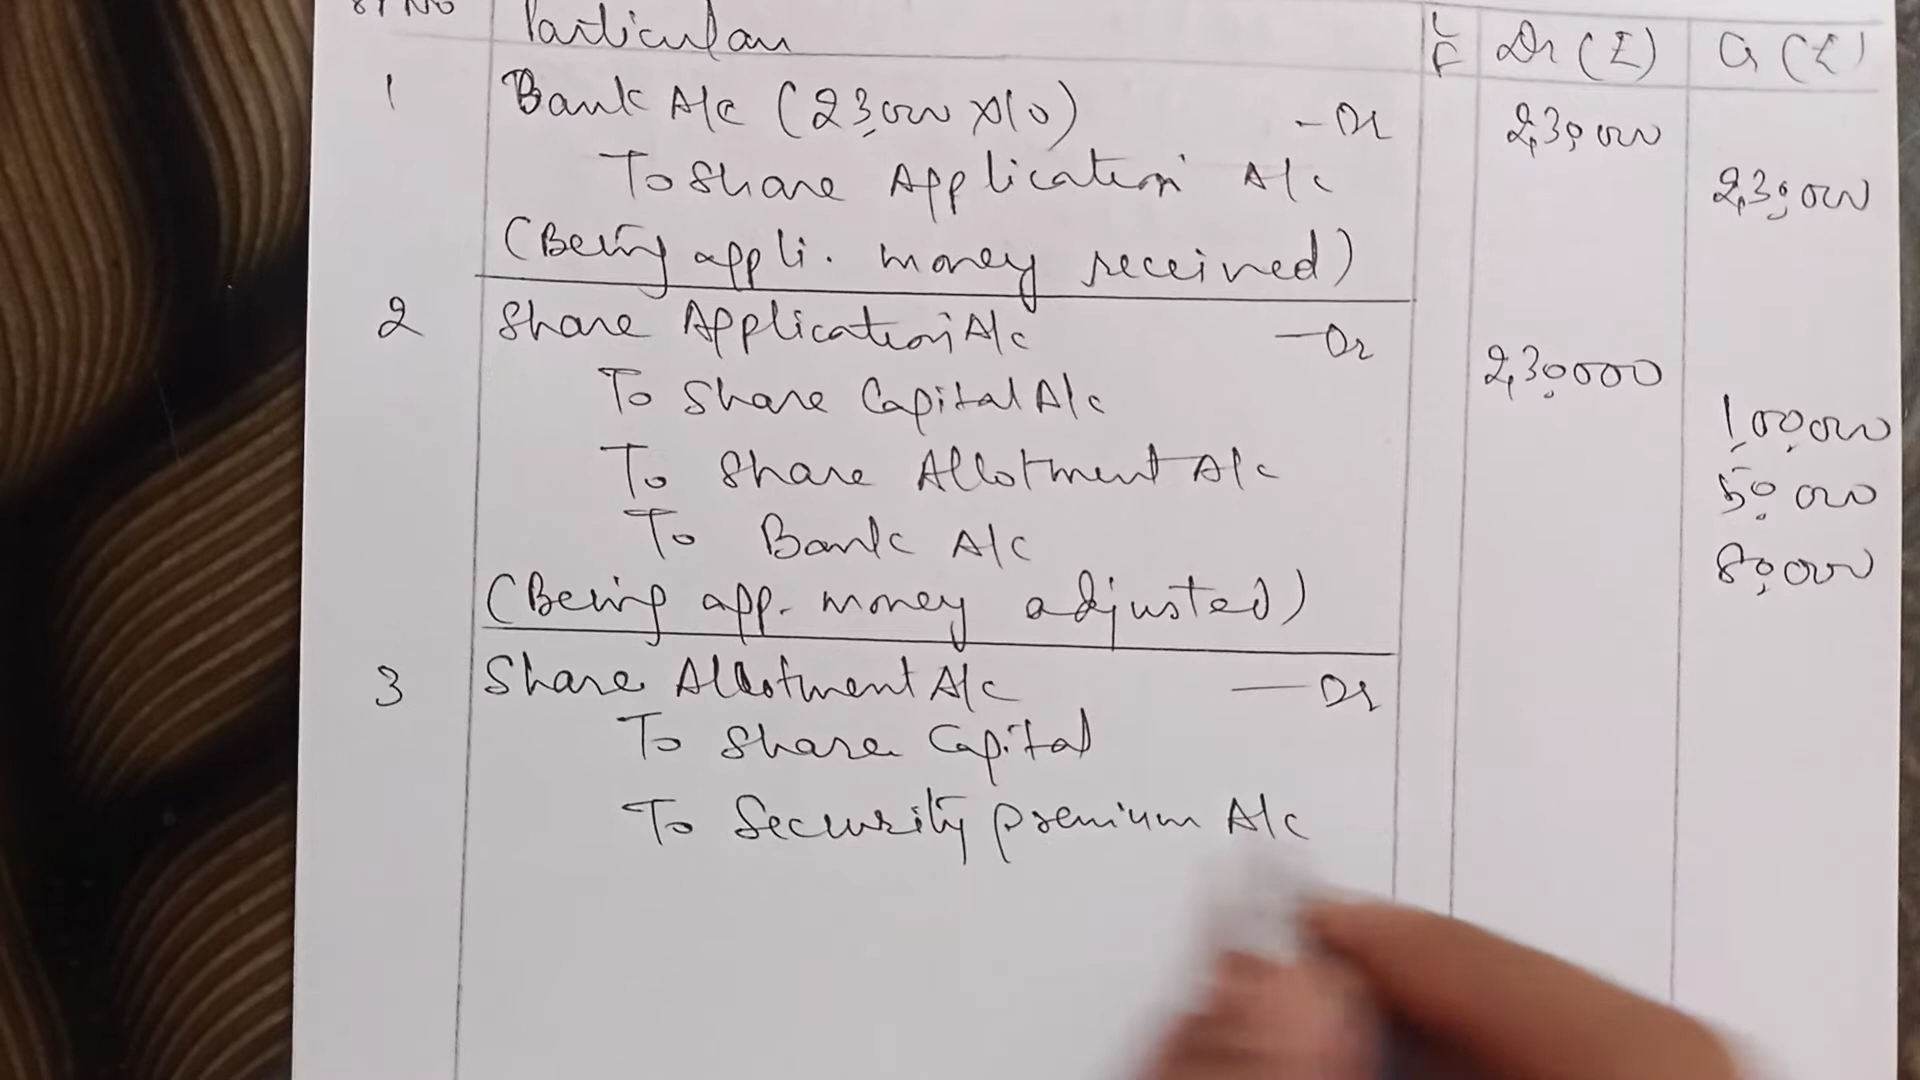 Sr No Particulars L F Dr (₹) Cr (₹)
1 Bank A/c (23,000 x 10) - Dr 2,30,000
To Share Application A/c 2,30,000
(Being appli. money received)
2 Share Application A/c - Dr 2,30,000
To Share Capital A/c 1,00,000
To Share Allotment A/c 50,000
To Bank A/c 80,000
(Being app. money adjusted)
3 Share Allotment A/c - Dr
To Share Capital
To Security premium A/c